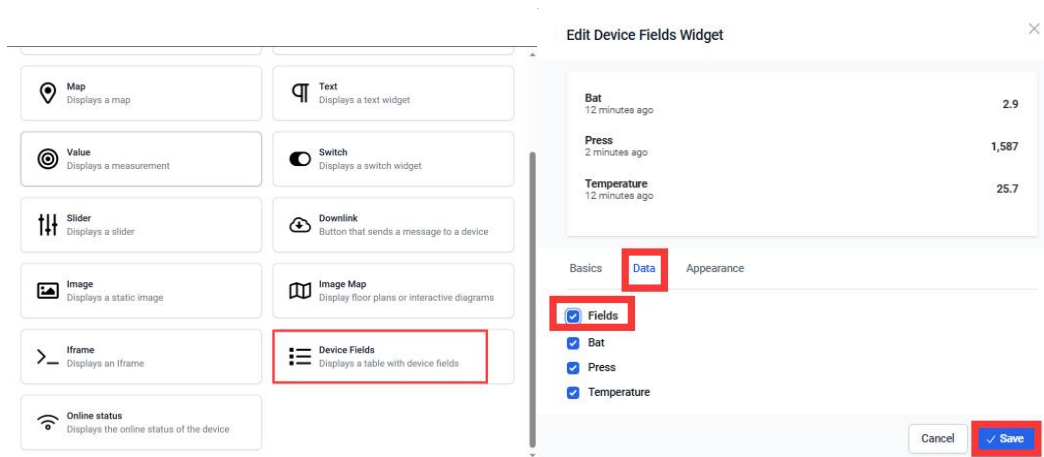 Map
Displays a map
Text
Displays a text widget
Value
Displays a measurement
Switch
Displays a switch widget
Slider
Displays a slider
Downlink
Button that sends a message to a device
Image
Displays a static image
Image Map
Display floor plans or interactive diagrams
Iframe
Displays an Iframe
Device Fields
Displays a table with device fields
Online status
Displays the online status of the device
Edit Device Fields Widget
Bat
12 minutes ago
2.9
Press
2 minutes ago
1,587
Temperature
12 minutes ago
25.7
Basics Data Appearance
Fields
Bat
Press
Temperature
Cancel Save